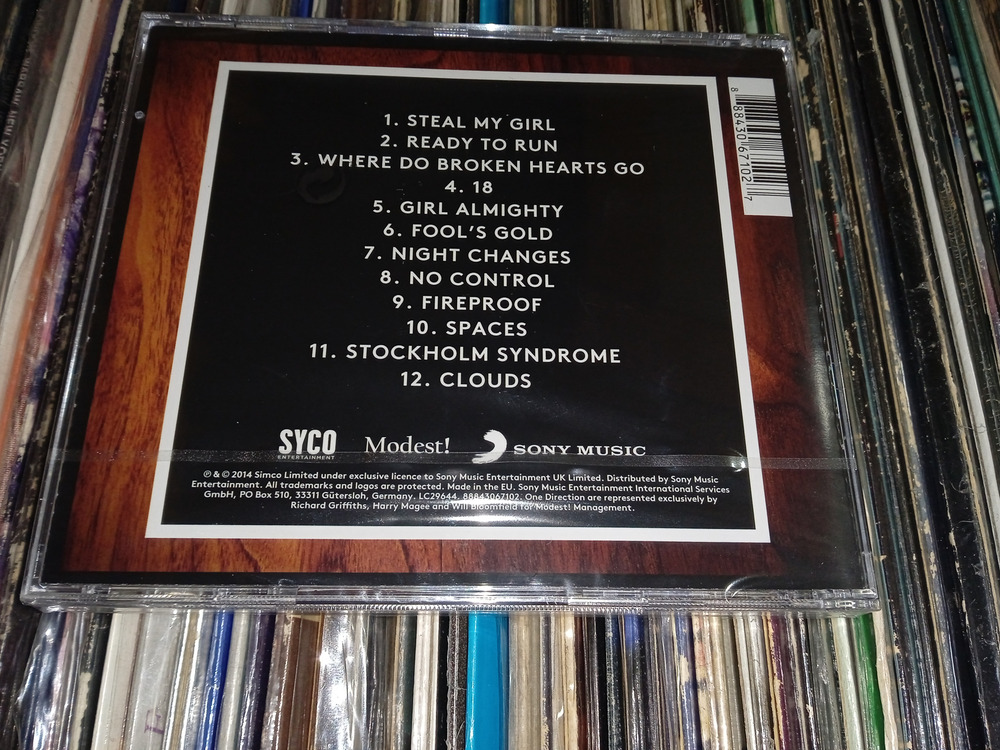 1. STEAL MY GIRL
2. READY TO RUN
3. WHERE DO BROKEN HEARTS GO
4. 18
5. GIRL ALMIGHTY
6. FOOL'S GOLD
7. NIGHT CHANGES
8. NO CONTROL
9. FIREPROOF
10. SPACES
11. STOCKHOLM SYNDROME
12. CLOUDS
8 88430 67102 7
SYCO
ENTERTAINMENT
Modest!
SONY MUSIC
℗ & © 2014 Simco Limited under exclusive licence to Sony Music Entertainment UK Limited. Distributed by Sony Music
Entertainment. All trademarks and logos are protected. Made in the EU. Sony Music Entertainment International Services
GmbH, PO Box 510, 33311 Gütersloh, Germany. LC29644. 88843067102. One Direction are represented exclusively by
Richard Griffiths, Harry Magee and Will Bloomfield for Modest! Management.